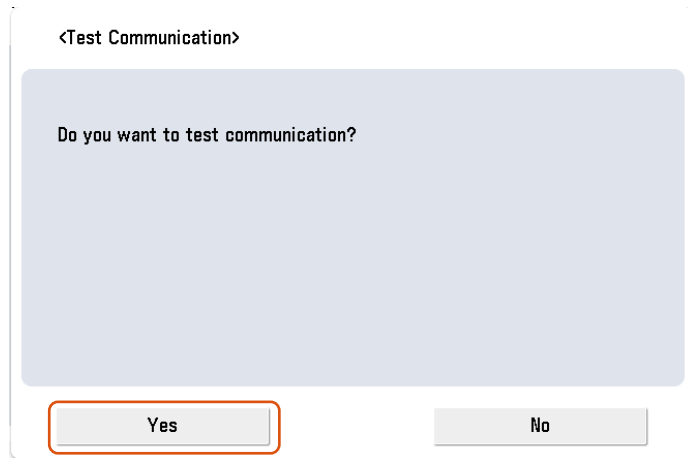 <Test Communication>
Do you want to test communication?
Yes
No